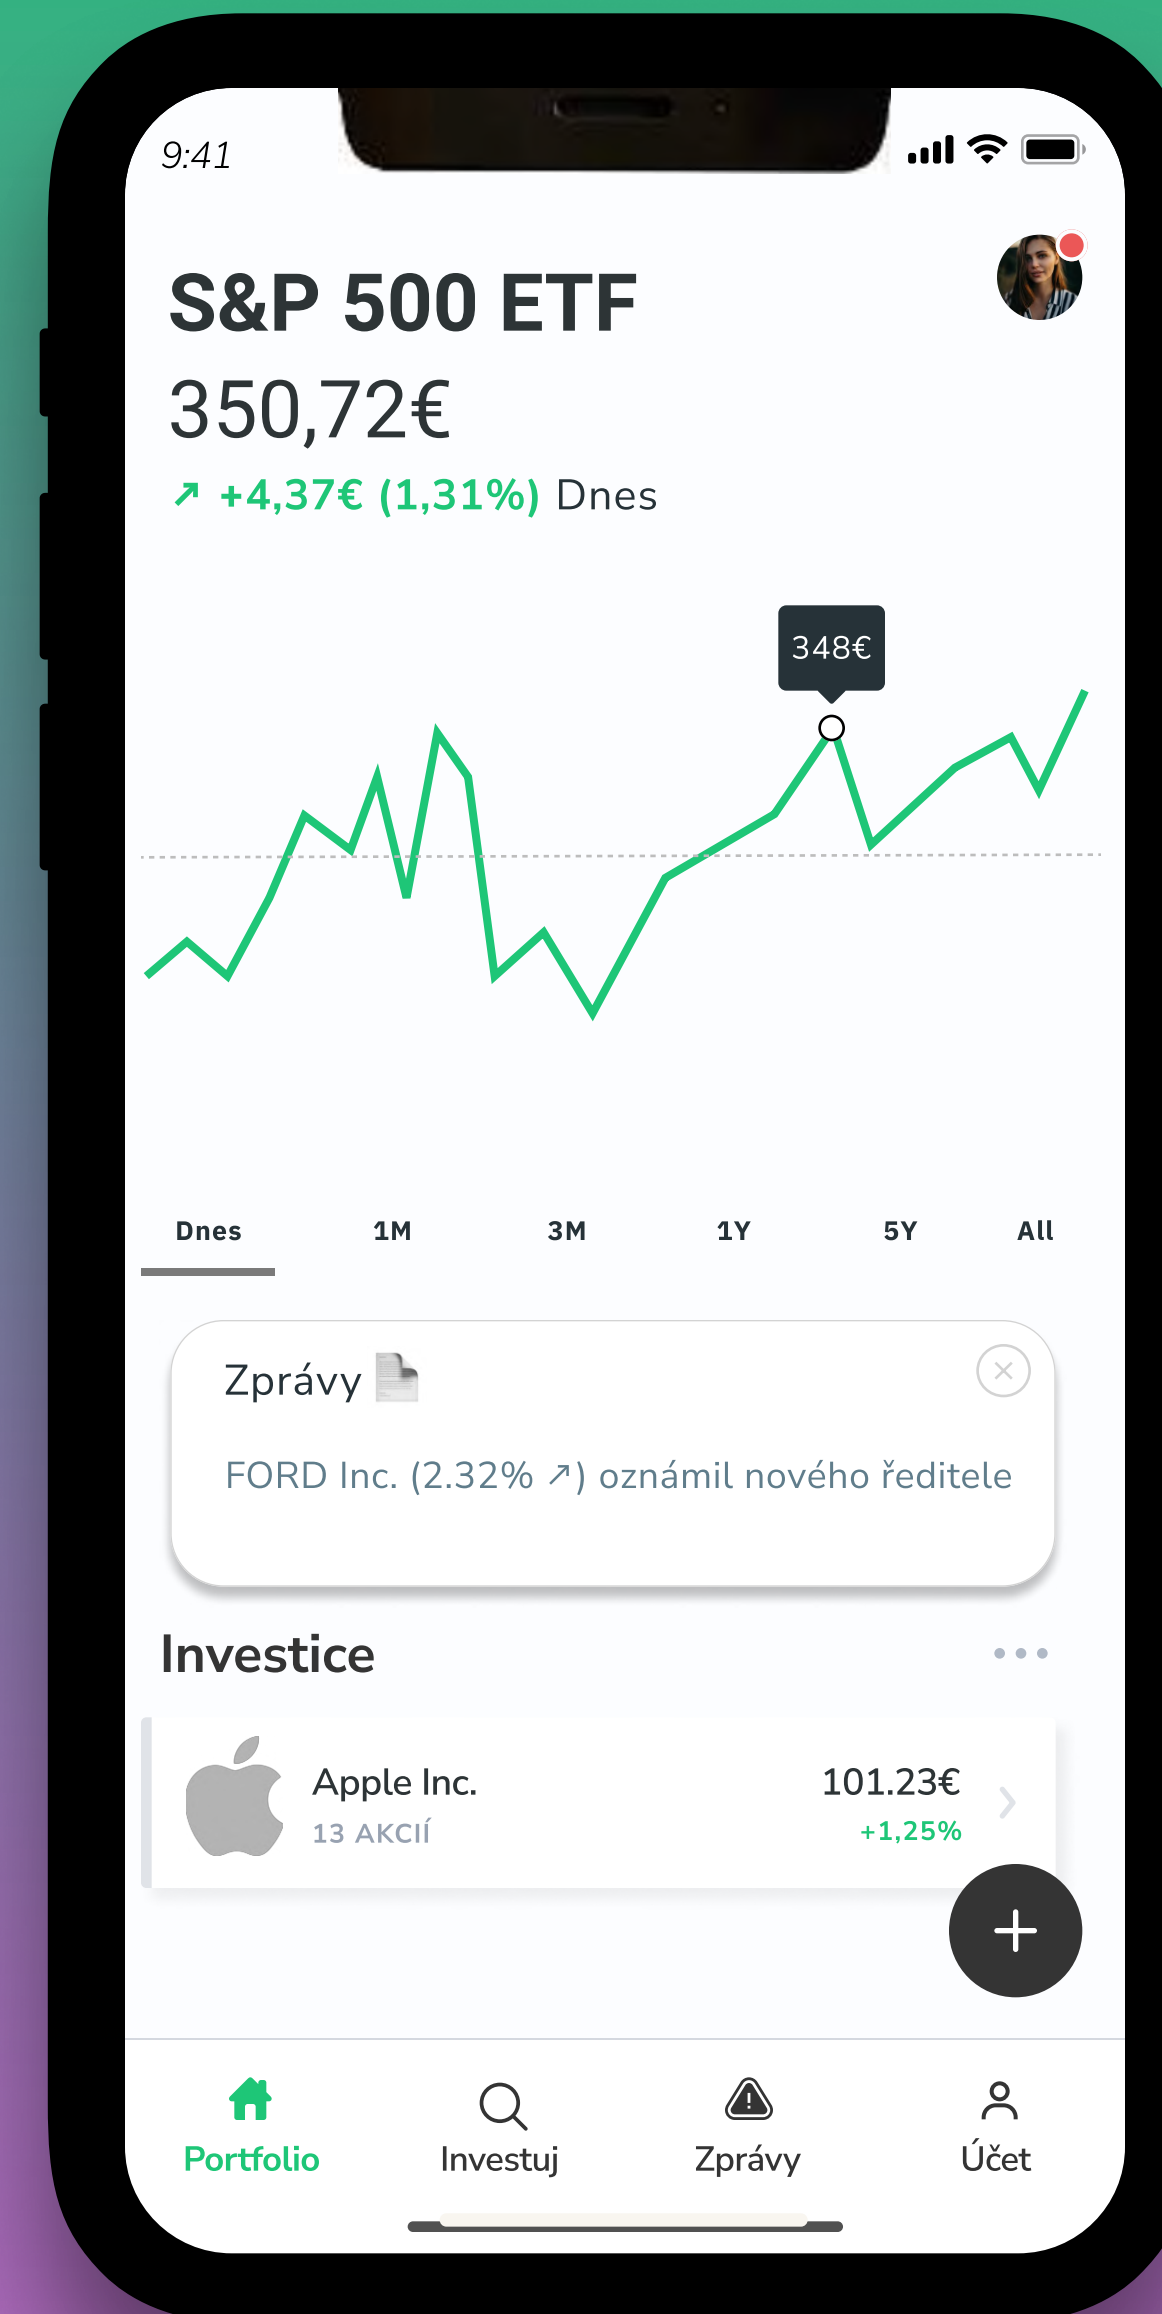 9:41
S&P 500 ETF
350,72€
↗ +4,37€ (1,31%) Dnes
348€
Dnes 1M 3M 1Y 5Y All
Zprávy
FORD Inc. (2.32% ↗) oznámil nového ředitele
Investice
Apple Inc. 101.23€
13 AKCIÍ +1,25%
Portfolio Investuj Zprávy Účet